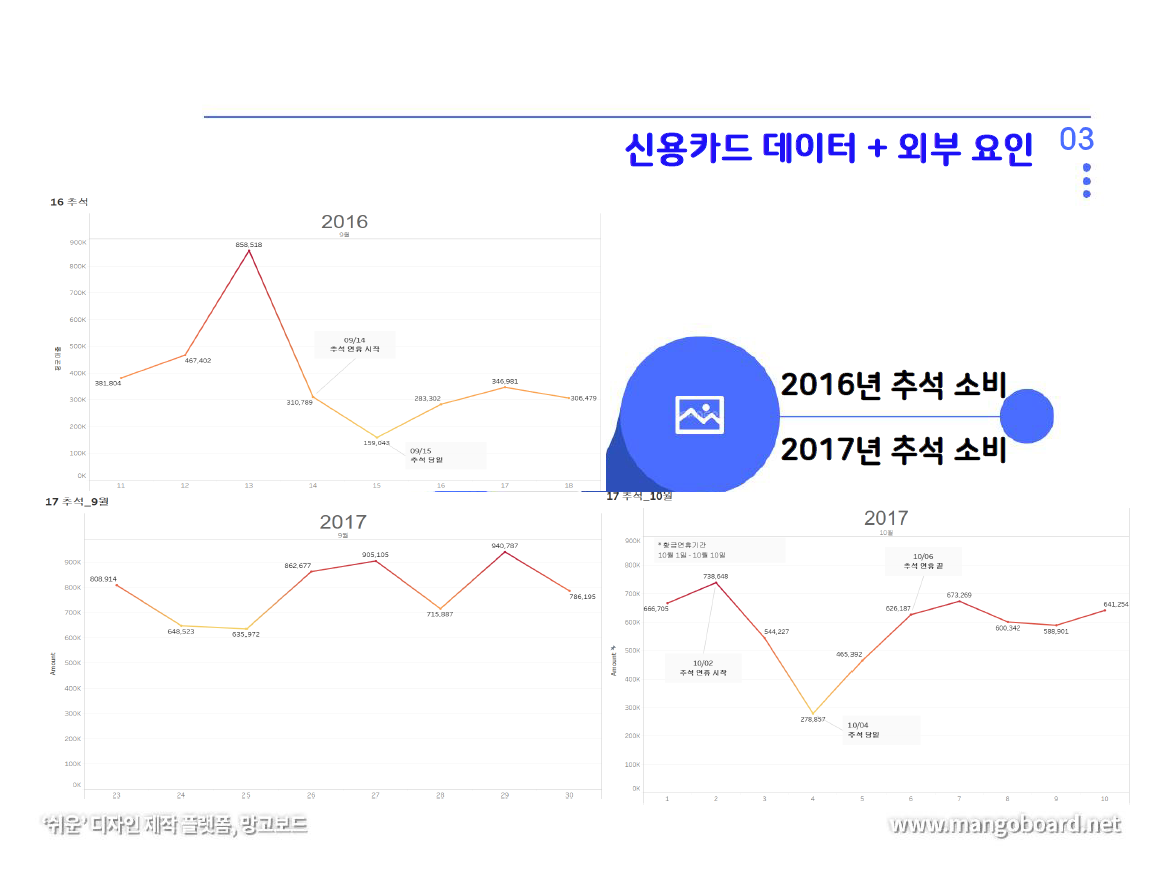 신용카드 데이터 + 외부 요인
03
16 추석
2016
9월
900K
800K
700K
600K
500K
400K
300K
200K
100K
0K
평균매출
381,804
467,402
858,518
310,789
159,043
283,302
346,981
306,479
09/14
추석 연휴 시작
09/15
추석 당일
11 12 13 14 15 16 17 18
2016년 추석 소비
2017년 추석 소비
17 추석_9월
2017
9월
900K
800K
700K
600K
500K
400K
300K
200K
100K
0K
Amount
808,914
648,523
635,972
862,677
905,105
715,887
940,787
786,195
23 24 25 26 27 28 29 30
17 추석_10월
2017
10월
900K
800K
700K
600K
500K
400K
300K
200K
100K
0K
Amount
* 황금연휴기간
10월 1일 - 10월 10일
666,705
738,648
544,227
278,857
465,392
626,187
673,269
600,342
588,901
641,254
10/02
추석 연휴 시작
10/04
추석 당일
10/06
추석 연휴 끝
1 2 3 4 5 6 7 8 9 10
'쉬운' 디자인 제작 플랫폼, 망고보드
www.mangoboard.net